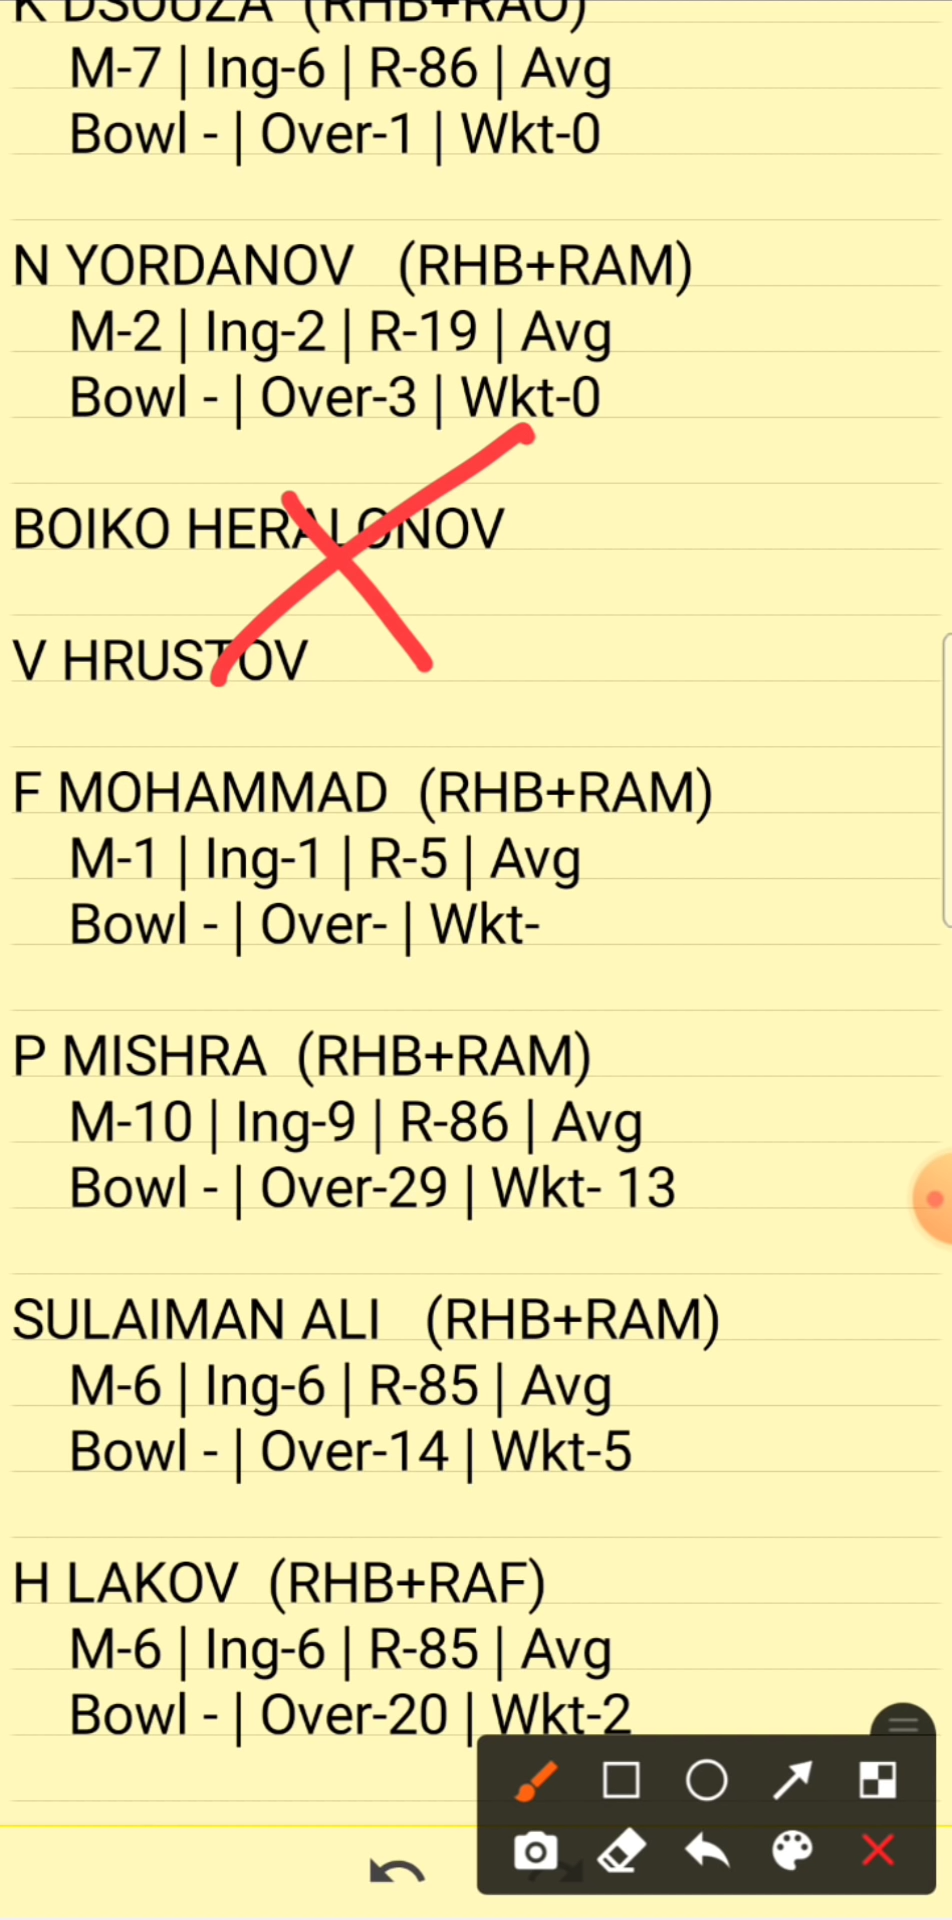 K DSOUZA (RHB+RAO)
M-7 | Ing-6 | R-86 | Avg
Bowl - | Over-1 | Wkt-0
N YORDANOV (RHB+RAM)
M-2 | Ing-2 | R-19 | Avg
Bowl - | Over-3 | Wkt-0
BOIKO HERALONOV
V HRUSTOV
F MOHAMMAD (RHB+RAM)
M-1 | Ing-1 | R-5 | Avg
Bowl - | Over- | Wkt-
P MISHRA (RHB+RAM)
M-10 | Ing-9 | R-86 | Avg
Bowl - | Over-29 | Wkt- 13
SULAIMAN ALI (RHB+RAM)
M-6 | Ing-6 | R-85 | Avg
Bowl - | Over-14 | Wkt-5
H LAKOV (RHB+RAF)
M-6 | Ing-6 | R-85 | Avg
Bowl - | Over-20 | Wkt-2